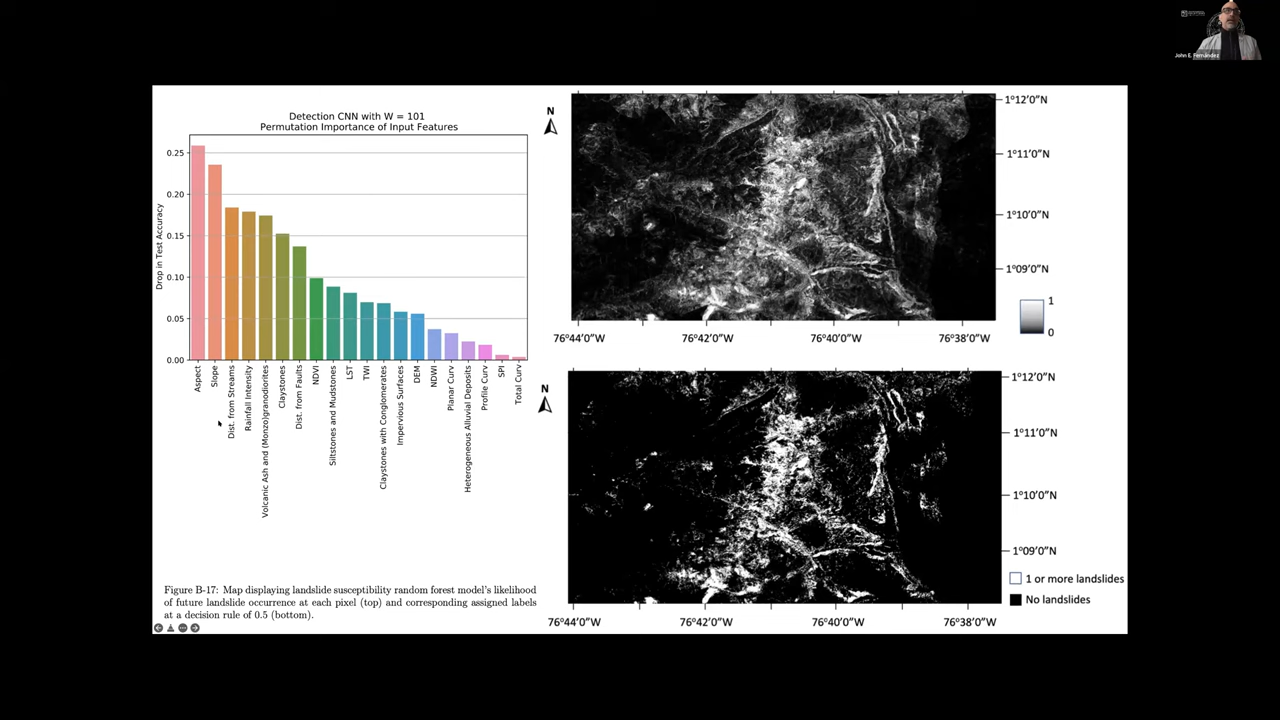 John E. Fernández
Detection CNN with W = 101
Permutation Importance of Input Features
Drop in Test Accuracy
0.25
0.20
0.15
0.10
0.05
0.00
Aspect
Slope
Dist. from Streams
Rainfall Intensity
Volcanic Ash and (Monzo)granodiorites
Claystones
Dist. from Faults
NDVI
Siltstones and Mudstones
LST
TWI
Claystones with Conglomerates
Impervious Surfaces
DEM
NDWI
Planar Curv
Heterogeneous Alluvial Deposits
Profile Curv
SPI
Total Curv
Figure B-17: Map displaying landslide susceptibility random forest model's likelihood
of future landslide occurrence at each pixel (top) and corresponding assigned labels
at a decision rule of 0.5 (bottom).
N
1°12'0"N
1°11'0"N
1°10'0"N
1°09'0"N
1
0
76°44'0"W
76°42'0"W
76°40'0"W
76°38'0"W
N
1°12'0"N
1°11'0"N
1°10'0"N
1°09'0"N
1 or more landslides
No landslides
76°44'0"W
76°42'0"W
76°40'0"W
76°38'0"W